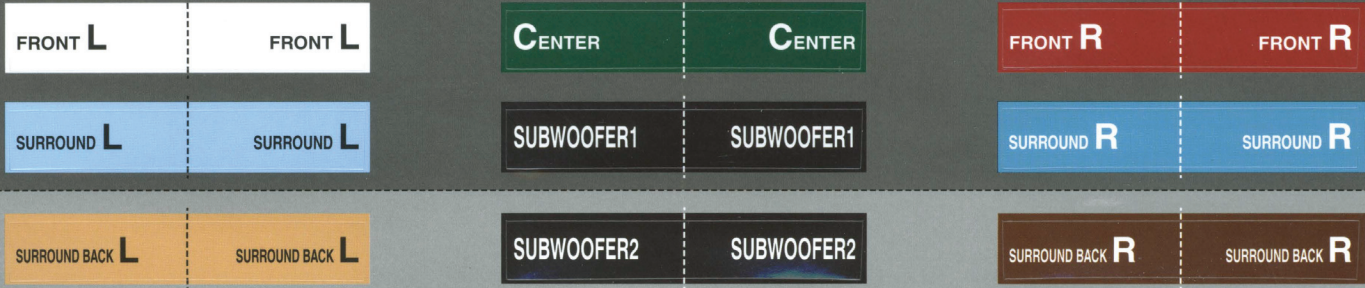 FRONT L FRONT L CENTER CENTER FRONT R FRONT R
SURROUND L SURROUND L SUBWOOFER1 SUBWOOFER1 SURROUND R SURROUND R
SURROUND BACK L SURROUND BACK L SUBWOOFER2 SUBWOOFER2 SURROUND BACK R SURROUND BACK R